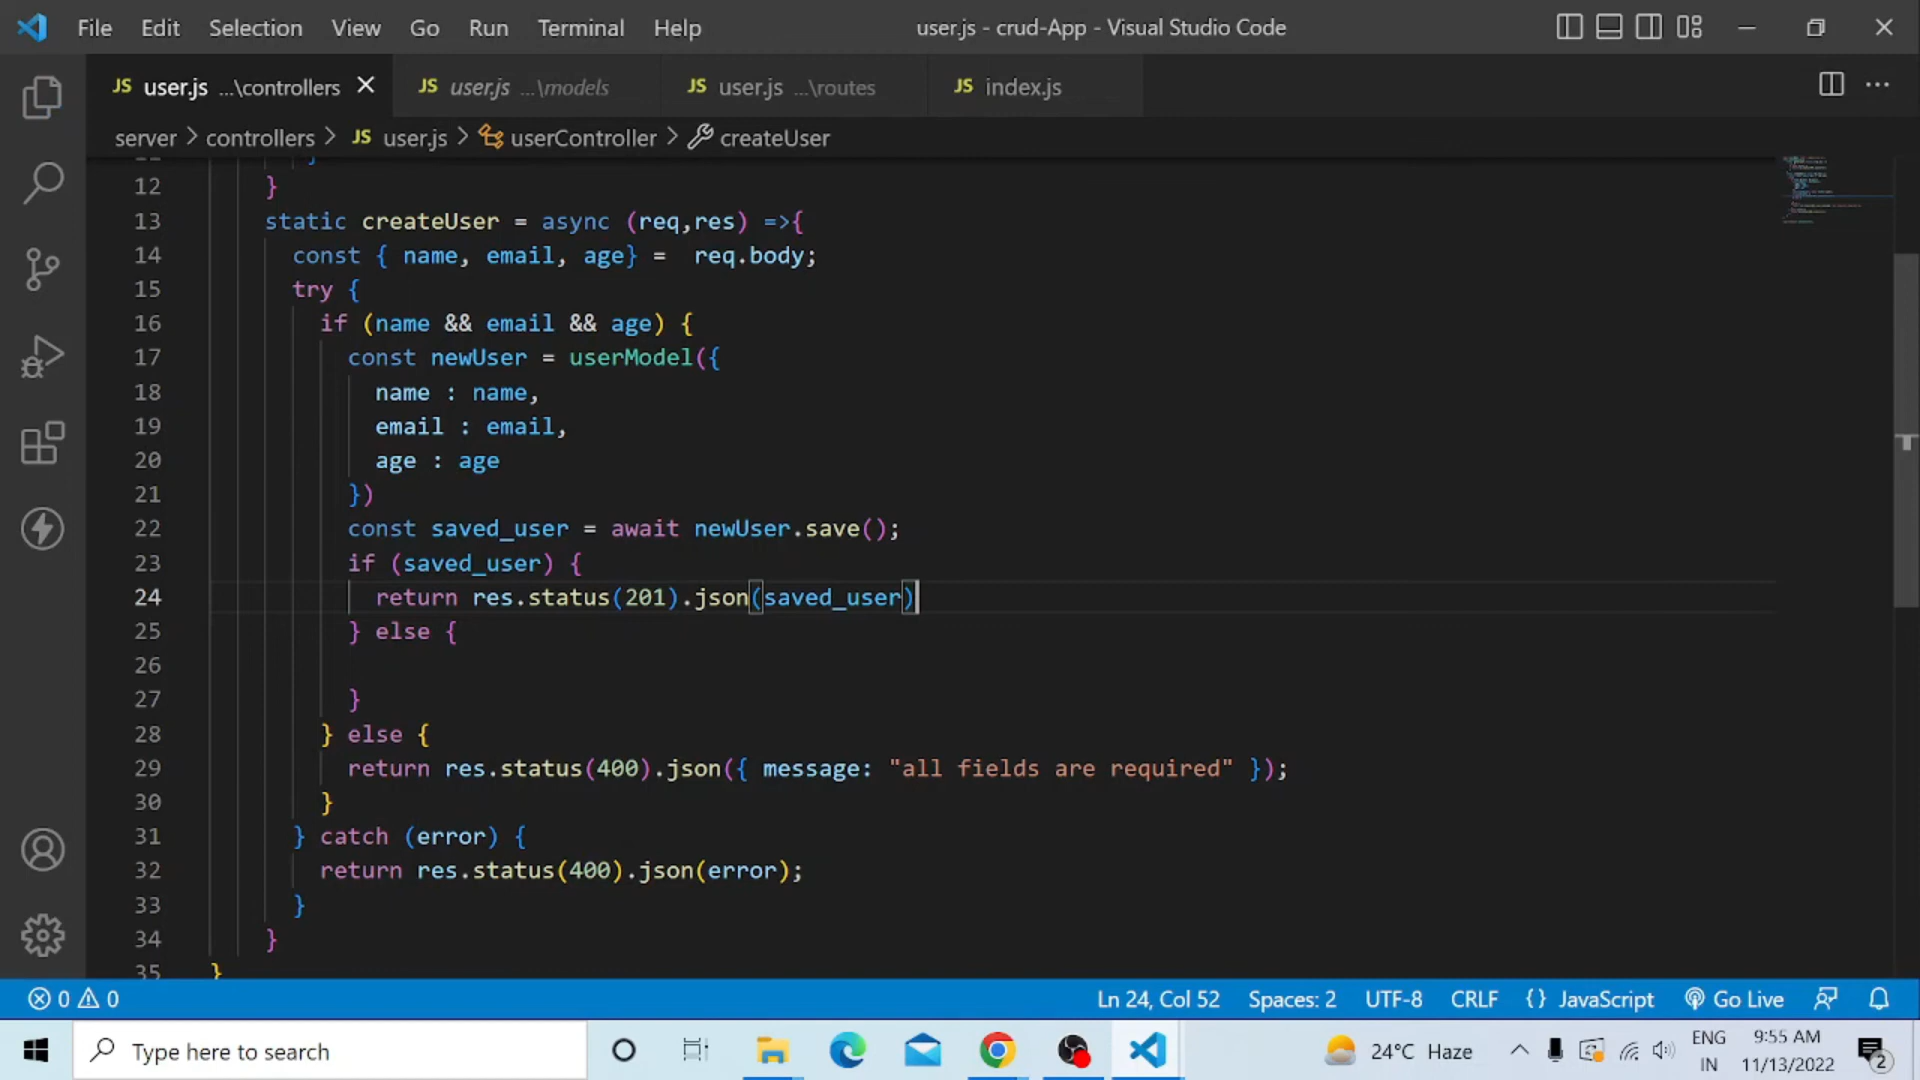 File Edit Selection View Go Run Terminal Help user.js - crud-App - Visual Studio Code
JS user.js ...\controllers JS user.js ...\models JS user.js ...\routes JS index.js
server > controllers > JS user.js > userController > createUser
12 }
13 static createUser = async (req,res) =>{
14 const { name, email, age} =  req.body;
15 try {
16 if (name && email && age) {
17 const newUser = userModel({
18 name : name,
19 email : email,
20 age : age
21 })
22 const saved_user = await newUser.save();
23 if (saved_user) {
24 return res.status(201).json(saved_user)
25 } else {
26
27 }
28 } else {
29 return res.status(400).json({ message: "all fields are required" });
30 }
31 } catch (error) {
32 return res.status(400).json(error);
33 }
34 }
35 }
0 0 Ln 24, Col 52 Spaces: 2 UTF-8 CRLF {} JavaScript Go Live
Type here to search 24°C Haze ENG IN 9:55 AM 11/13/2022 2